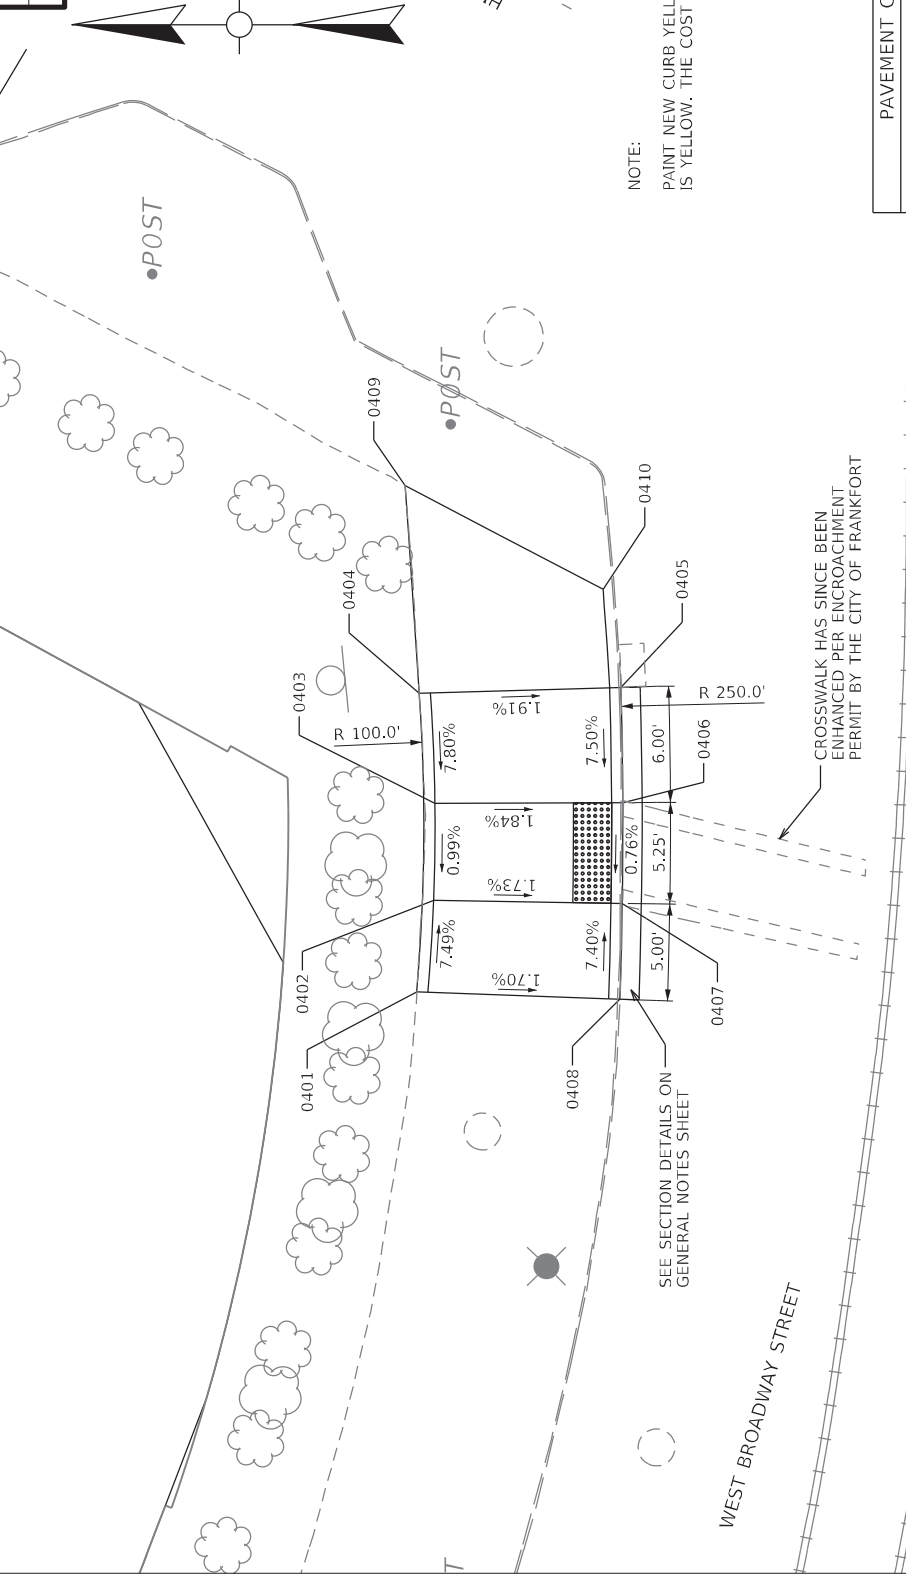 POST
POST
NOTE:
PAINT NEW CURB YELL
IS YELLOW. THE COST
PAVEMENT
0409
0410
0404
0405
0403
0406
R 100.0'
R 250.0'
1.91%
7.80%
7.50%
6.00'
1.84%
0.99%
0.76%
5.25'
1.73%
7.49%
7.40%
5.00'
1.70%
0402
0407
0401
0408
CROSSWALK HAS SINCE BEEN
ENHANCED PER ENCROACHMENT
PERMIT BY THE CITY OF FRANKFORT
SEE SECTION DETAILS ON
GENERAL NOTES SHEET
WEST BROADWAY STREET